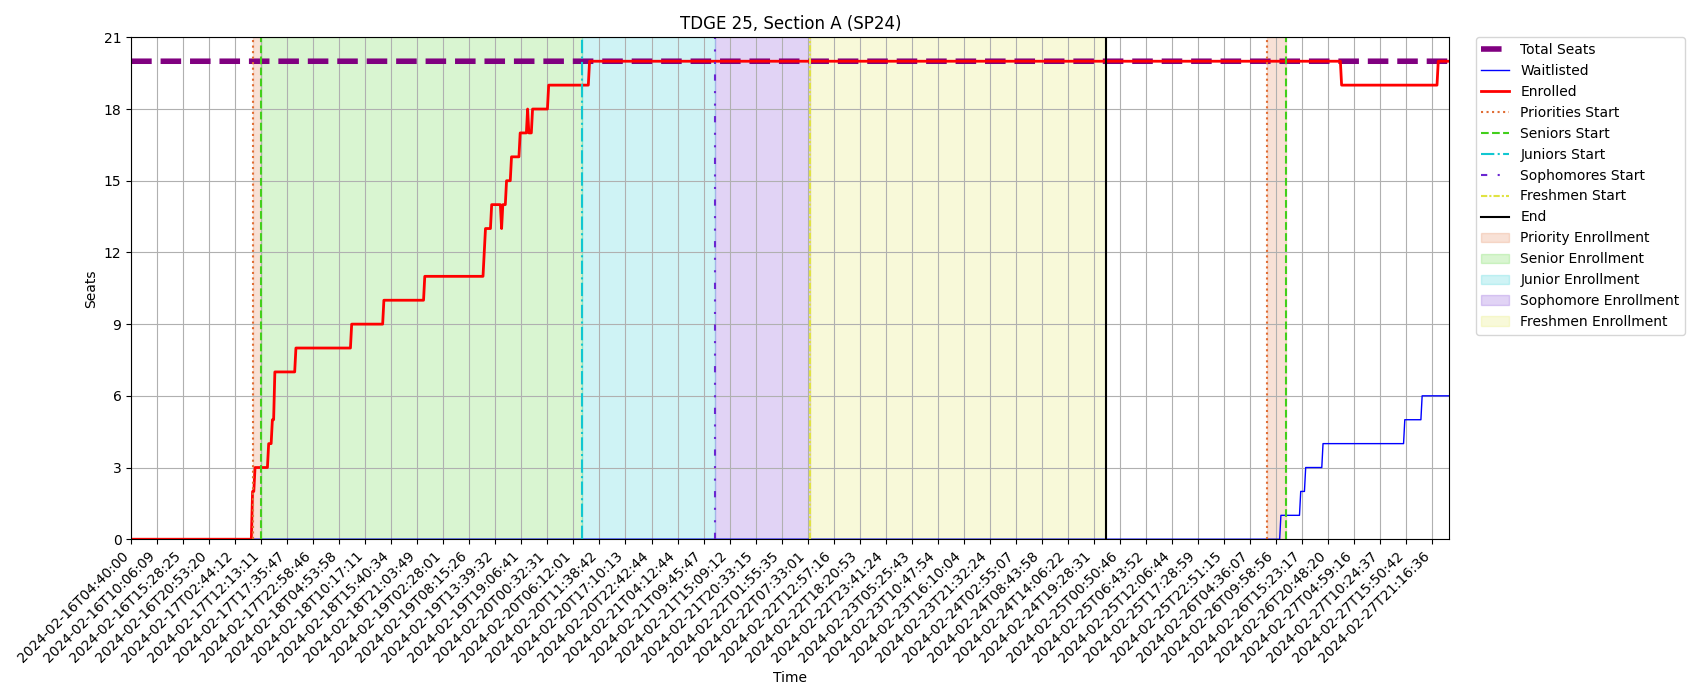 TDGE 25, Section A (SP24)
21
18
15
12
9
6
3
0
Seats
2024-02-16T04:40:00
2024-02-16T10:06:09
2024-02-16T15:28:25
2024-02-16T20:53:20
2024-02-17T02:44:12
2024-02-17T12:13:11
2024-02-17T17:35:47
2024-02-17T22:58:46
2024-02-18T04:53:58
2024-02-18T10:17:11
2024-02-18T15:40:34
2024-02-18T21:03:49
2024-02-19T02:28:01
2024-02-19T08:15:26
2024-02-19T13:39:32
2024-02-19T19:06:41
2024-02-20T00:32:31
2024-02-20T06:12:01
2024-02-20T11:38:42
2024-02-20T17:10:13
2024-02-20T22:42:44
2024-02-21T04:12:44
2024-02-21T09:45:47
2024-02-21T15:09:12
2024-02-21T20:33:15
2024-02-22T01:55:35
2024-02-22T07:33:01
2024-02-22T12:57:16
2024-02-22T18:20:53
2024-02-22T23:41:24
2024-02-23T05:25:43
2024-02-23T10:47:54
2024-02-23T16:10:04
2024-02-23T21:32:24
2024-02-24T02:55:07
2024-02-24T08:43:58
2024-02-24T14:06:22
2024-02-24T19:28:31
2024-02-25T00:50:46
2024-02-25T06:43:52
2024-02-25T12:06:44
2024-02-25T17:28:59
2024-02-25T22:51:15
2024-02-26T04:36:07
2024-02-26T09:58:56
2024-02-26T15:23:17
2024-02-26T20:48:20
2024-02-27T04:59:16
2024-02-27T10:24:37
2024-02-27T15:50:42
2024-02-27T21:16:36
Time
Total Seats
Waitlisted
Enrolled
Priorities Start
Seniors Start
Juniors Start
Sophomores Start
Freshmen Start
End
Priority Enrollment
Senior Enrollment
Junior Enrollment
Sophomore Enrollment
Freshmen Enrollment